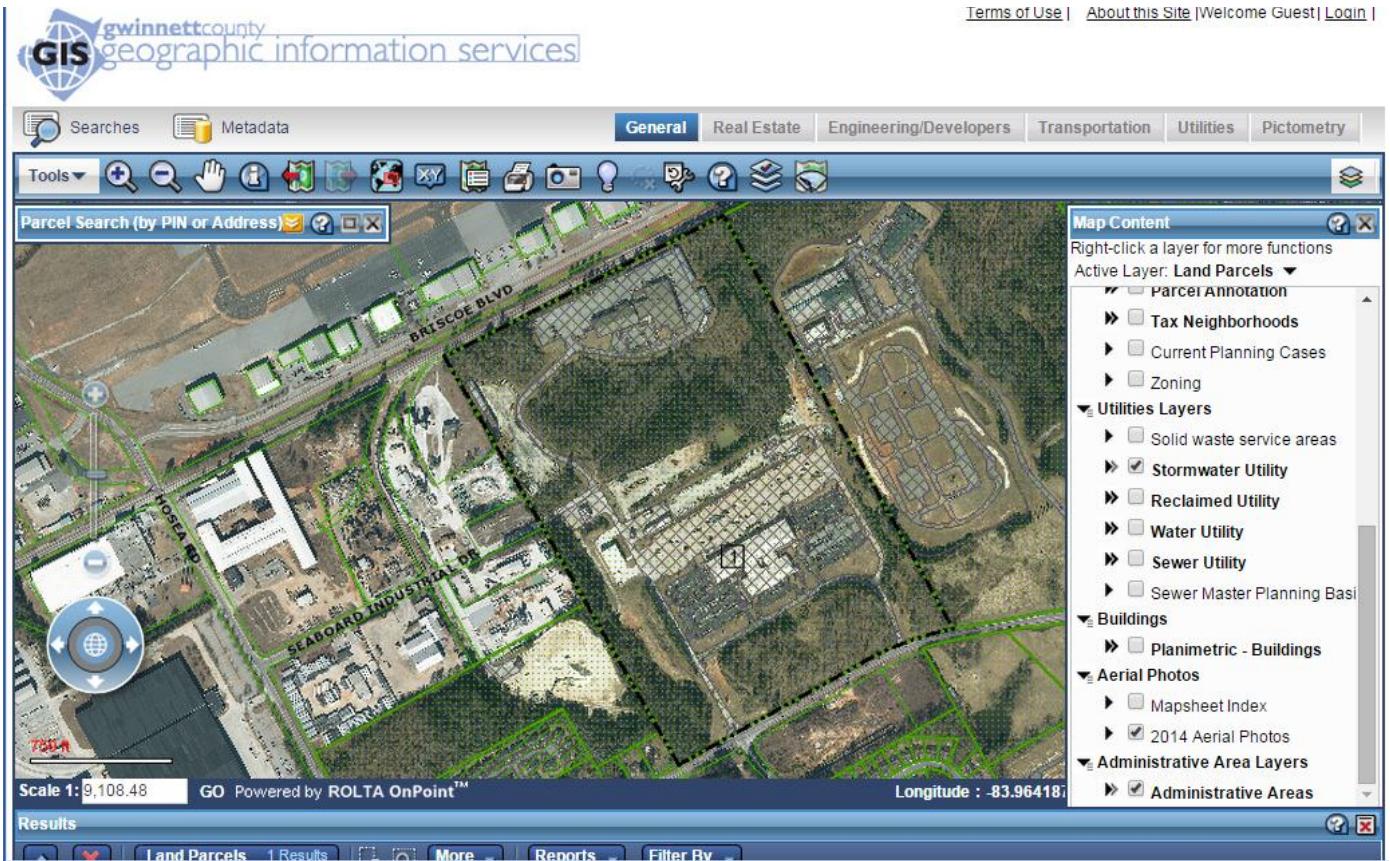 Terms of Use | About this Site |Welcome Guest| Login |
gwinnettcounty
GIS geographic information services
Searches Metadata General Real Estate Engineering/Developers Transportation Utilities Pictometry
Tools
Parcel Search (by PIN or Address)
Map Content
Right-click a layer for more functions
Active Layer: Land Parcels
Parcel Annotation
Tax Neighborhoods
Current Planning Cases
Zoning
Utilities Layers
Solid waste service areas
Stormwater Utility
Reclaimed Utility
Water Utility
Sewer Utility
Sewer Master Planning Basi
Buildings
Planimetric - Buildings
Aerial Photos
Mapsheet Index
2014 Aerial Photos
Administrative Area Layers
Administrative Areas
BRISCOE BLVD
HOSEA RD
SEABOARD INDUSTRIAL DR
1
750 ft
Scale 1: 9,108.48 GO Powered by ROLTA OnPoint™ Longitude : -83.964187
Results
Land Parcels 1 Results More Reports Filter By